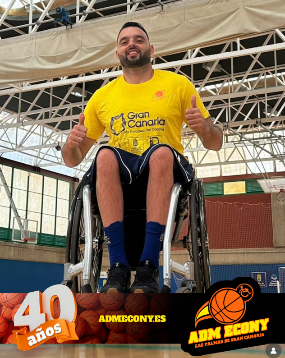 Gran
Canaria
40
años
ADMECONY.ES
ADM ECONY
LAS PALMAS DE GRAN CANARIA